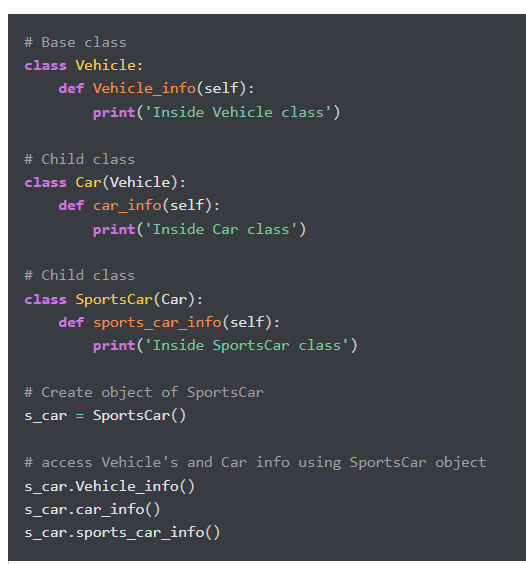 # Base class
class Vehicle:
    def Vehicle_info(self):
        print('Inside Vehicle class')

# Child class
class Car(Vehicle):
    def car_info(self):
        print('Inside Car class')

# Child class
class SportsCar(Car):
    def sports_car_info(self):
        print('Inside SportsCar class')

# Create object of SportsCar
s_car = SportsCar()

# access Vehicle's and Car info using SportsCar object
s_car.Vehicle_info()
s_car.car_info()
s_car.sports_car_info()